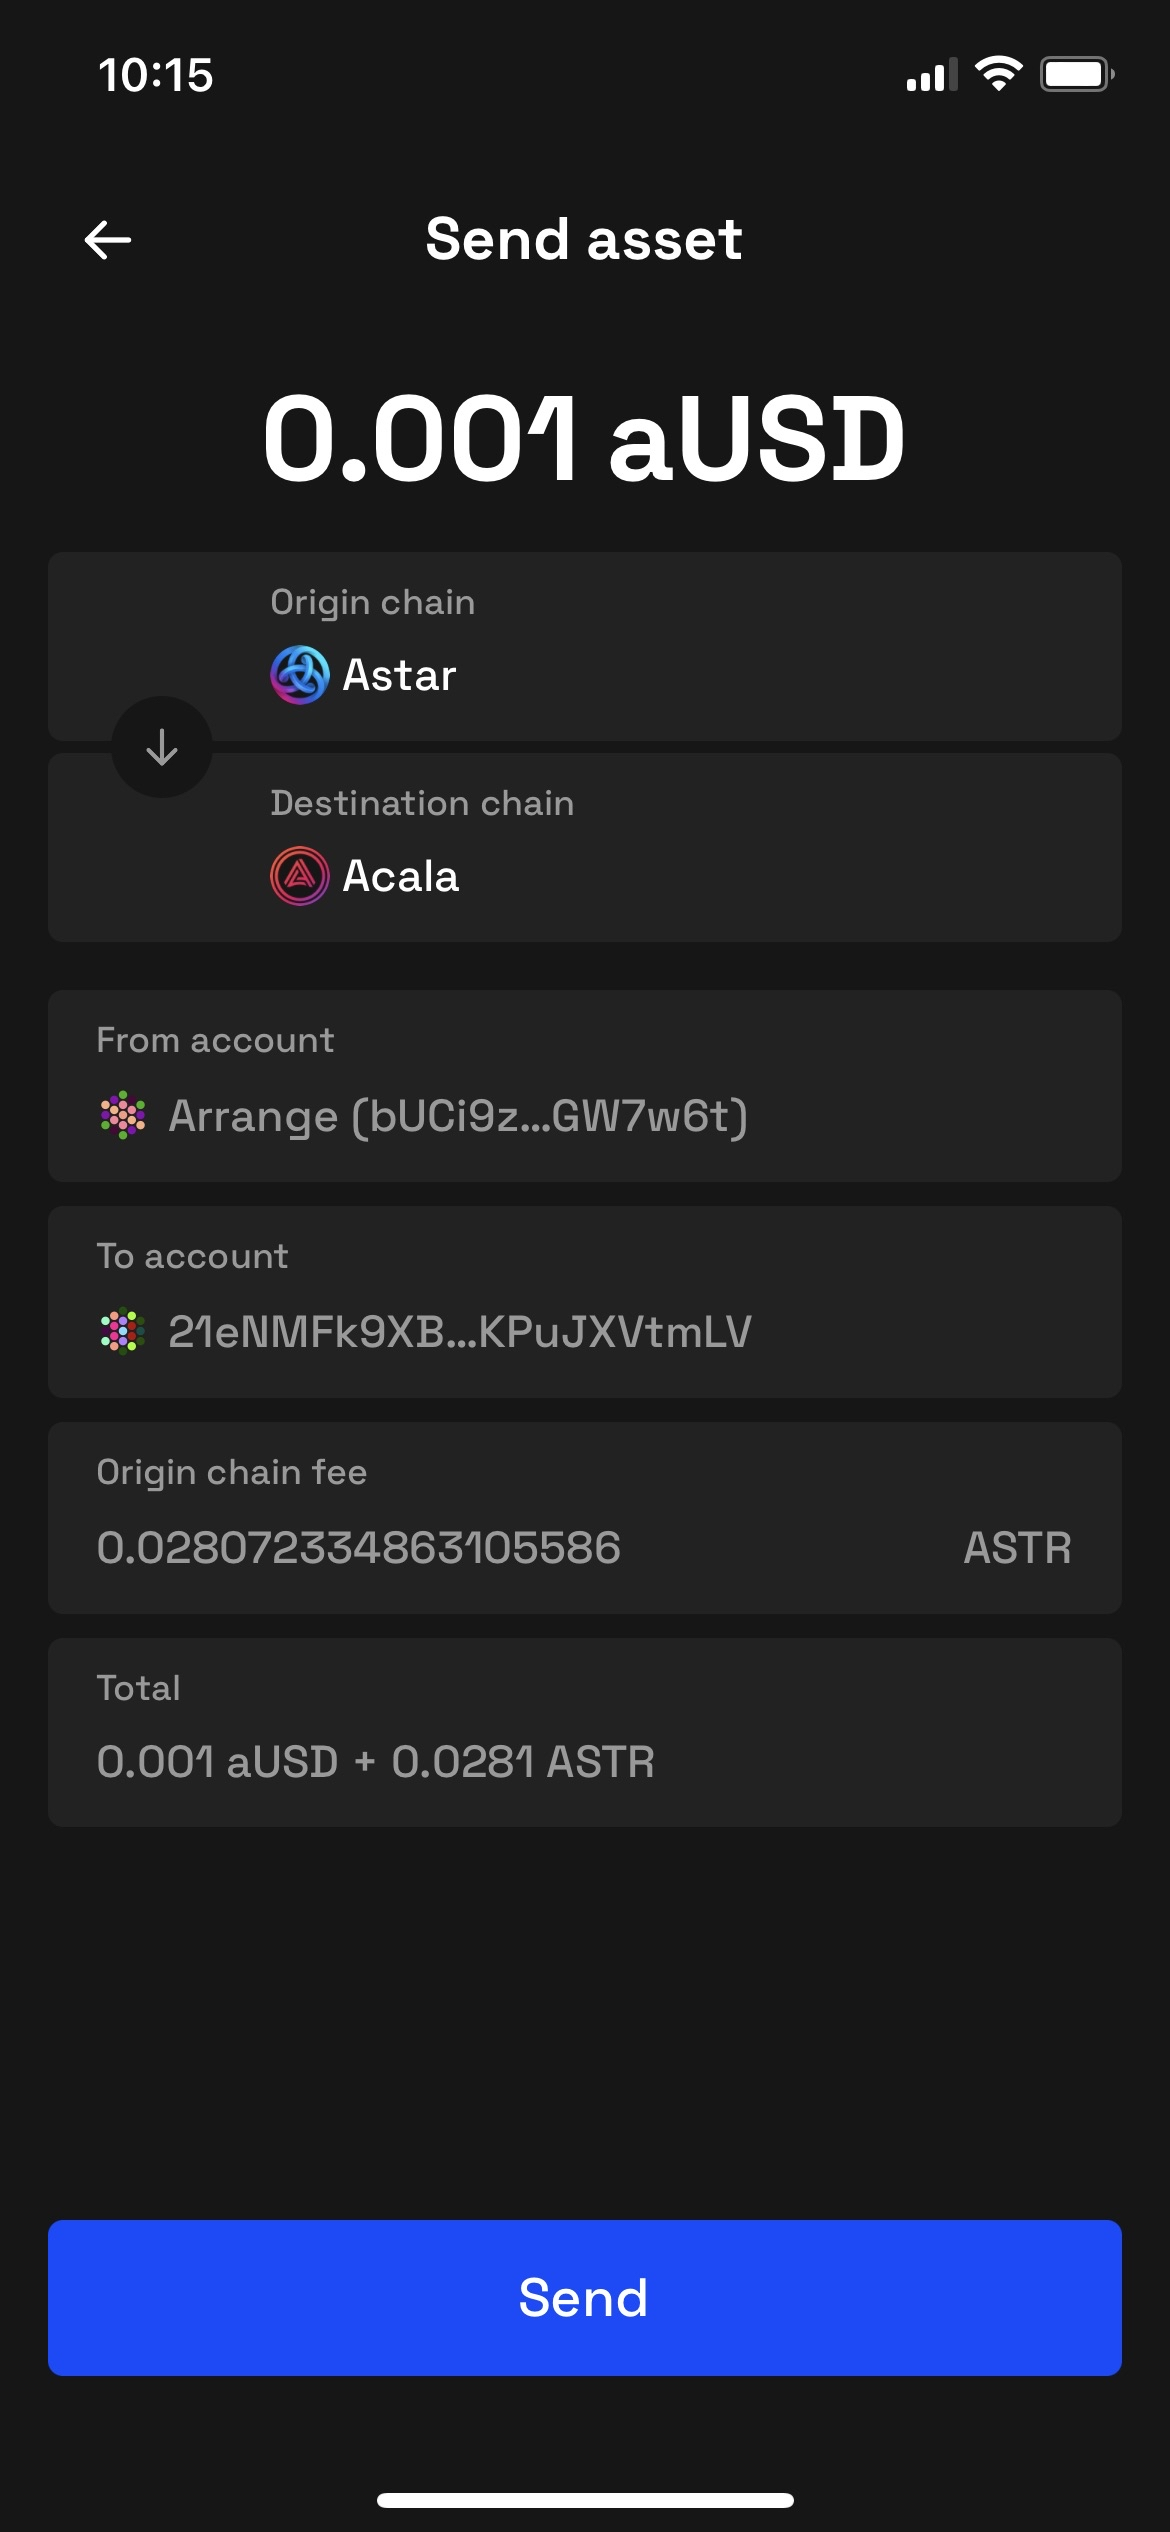 10:15
Send asset
0.001 aUSD
Origin chain
Astar
Destination chain
Acala
From account
Arrange (bUCi9z...GW7w6t)
To account
21eNMFk9XB...KPuJXVtmLV
Origin chain fee
0.028072334863105586 ASTR
Total
0.001 aUSD + 0.0281 ASTR
Send